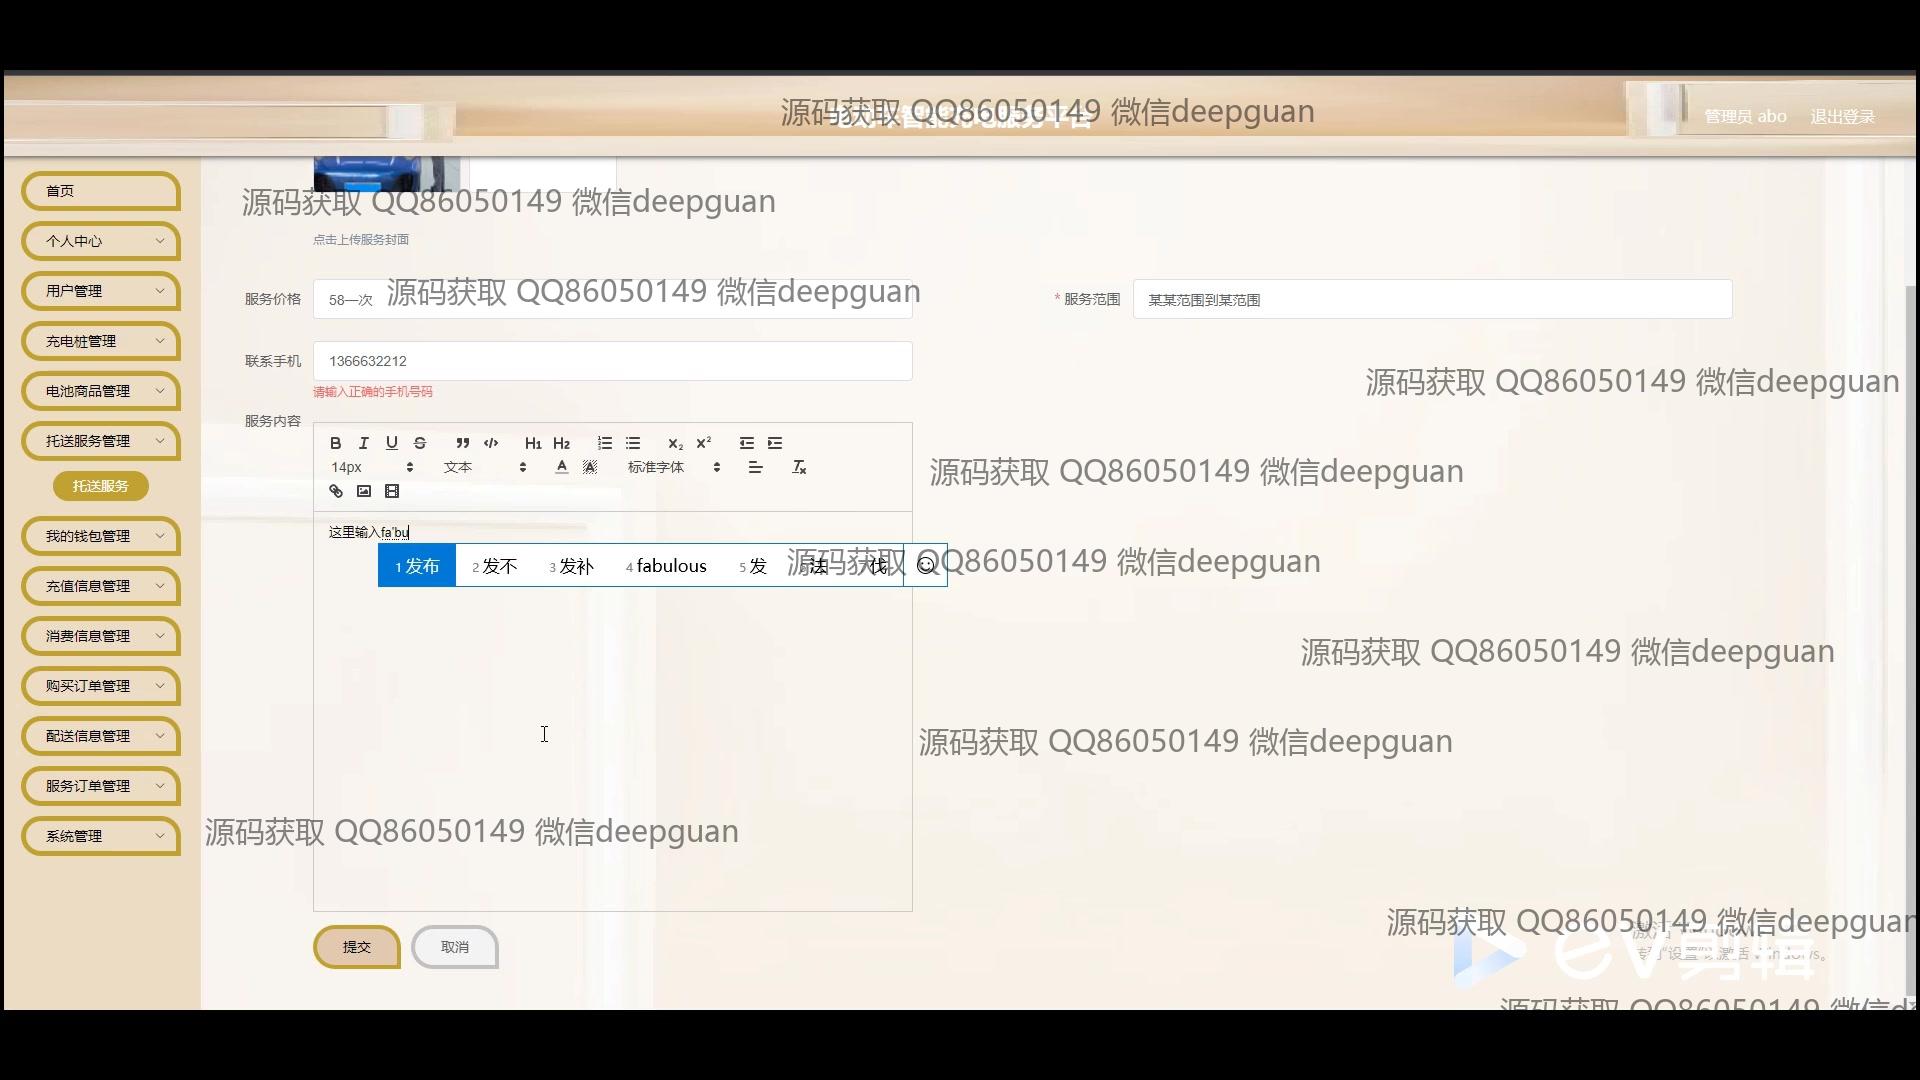 源码获取 QQ86050149 微信deepguan
管理员 abo
退出登录
首页
个人中心
用户管理
充电桩管理
电池商品管理
托送服务管理
托送服务
我的钱包管理
充值信息管理
消费信息管理
购买订单管理
配送信息管理
服务订单管理
系统管理
源码获取 QQ86050149 微信deepguan
点击上传服务封面
服务价格
58—次
源码获取 QQ86050149 微信deepguan
* 服务范围
某某范围到某范围
联系手机
1366632212
请输入正确的手机号码
源码获取 QQ86050149 微信deepguan
服务内容
B I U S H1 H2 X2 X2
14px 文本 A A 标准字体 Tx
源码获取 QQ86050149 微信deepguan
这里输入fa'bu
1 发布 2 发不 3 发补 4 fabulous 5 发
源码获取 QQ86050149 微信deepguan
源码获取 QQ86050149 微信deepguan
源码获取 QQ86050149 微信deepguan
源码获取 QQ86050149 微信deepguan
提交
取消
源码获取 QQ86050149 微信deepguan
ev剪辑
源码获取 QQ86050149